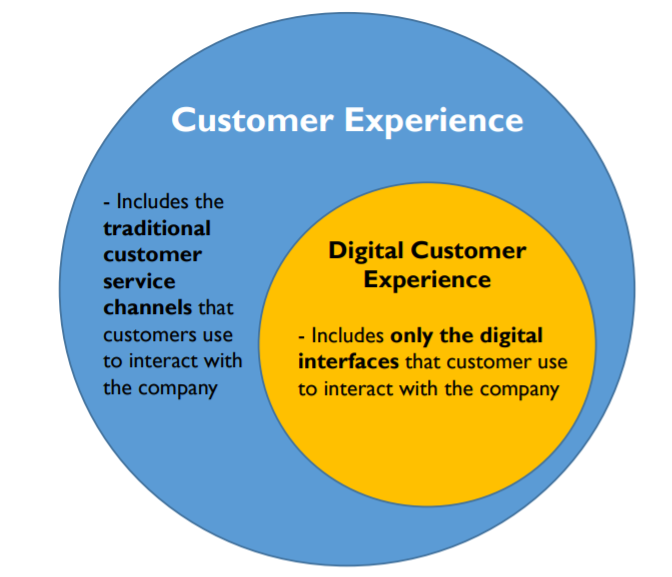 Customer Experience
- Includes the
traditional
customer
service
channels that
customers use
to interact with
the company
Digital Customer
Experience
- Includes only the digital
interfaces that customer use
to interact with the company